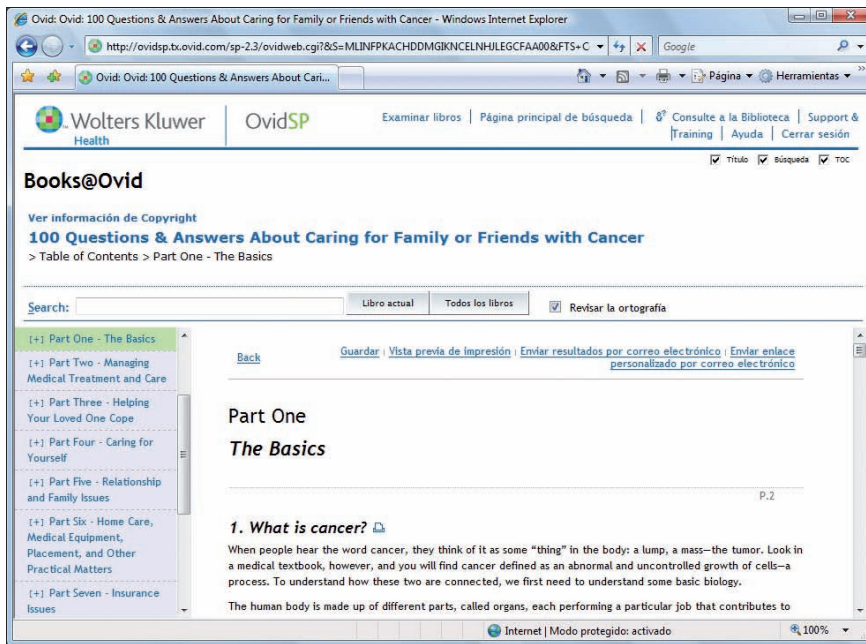 Ovid: Ovid: 100 Questions & Answers About Caring for Family or Friends with Cancer - Windows Internet Explorer
http://ovidsp.tx.ovid.com/sp-2.3/ovidweb.cgi?&S=MLINFPKACHDDMGIKNCELNHJLEGCFAA00&FTS+C
Google
Ovid: Ovid: 100 Questions & Answers About Cari...
Página
Herramientas
Wolters Kluwer
Health
OvidSP
Examinar libros | Página principal de búsqueda | Consulte a la Biblioteca | Support &
Training | Ayuda | Cerrar sesión
Título Búsqueda TOC
Books@Ovid
Ver información de Copyright
100 Questions & Answers About Caring for Family or Friends with Cancer
> Table of Contents > Part One - The Basics
Search:
Libro actual
Todos los libros
Revisar la ortografía
[+] Part One - The Basics
[+] Part Two - Managing
Medical Treatment and Care
[+] Part Three - Helping
Your Loved One Cope
[+] Part Four - Caring for
Yourself
[+] Part Five - Relationship
and Family Issues
[+] Part Six - Home Care,
Medical Equipment,
Placement, and Other
Practical Matters
[+] Part Seven - Insurance
Issues
Back
Guardar | Vista previa de impresión | Enviar resultados por correo electrónico | Enviar enlace
personalizado por correo electrónico
Part One
The Basics
P.2
1. What is cancer?
When people hear the word cancer, they think of it as some “thing” in the body: a lump, a mass—the tumor. Look in
a medical textbook, however, and you will find cancer defined as an abnormal and uncontrolled growth of cells—a
process. To understand how these two are connected, we first need to understand some basic biology.
The human body is made up of different parts, called organs, each performing a particular job that contributes to
Internet | Modo protegido: activado
100%